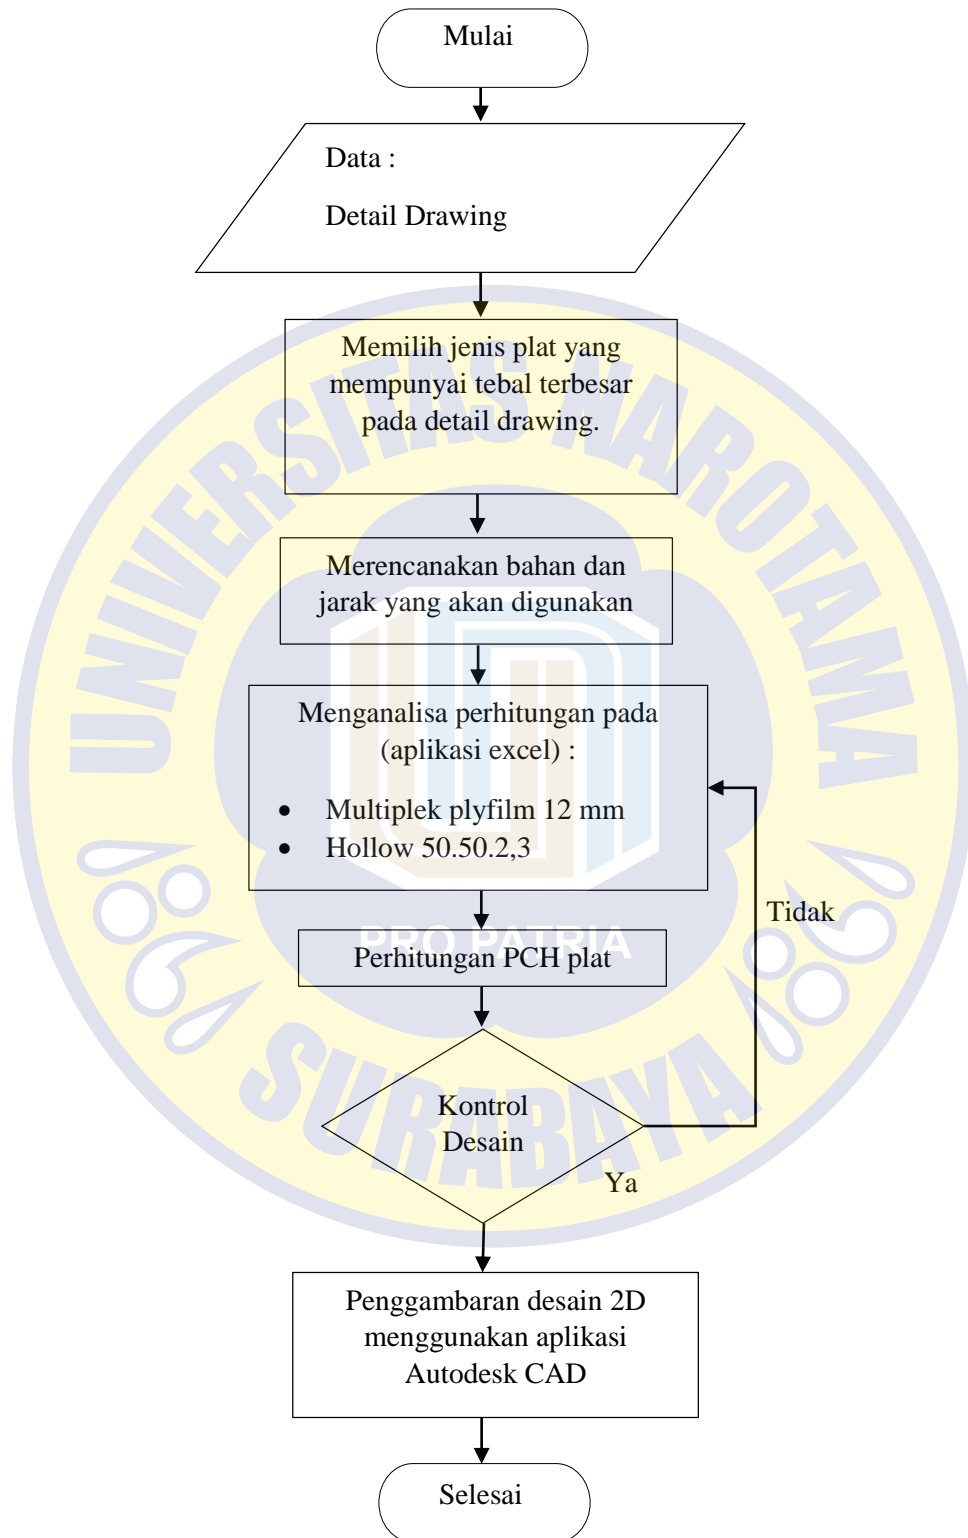 Mulai
Data :
Detail Drawing
Memilih jenis plat yang
mempunyai tebal terbesar
pada detail drawing.
Merencanakan bahan dan
jarak yang akan digunakan
Menganalisa perhitungan pada
(aplikasi excel) :
• Multiplek plyfilm 12 mm
• Hollow 50.50.2,3
Tidak
Perhitungan PCH plat
Kontrol
Desain
Ya
Penggambaran desain 2D
menggunakan aplikasi
Autodesk CAD
Selesai
UNIVERSITAS NAROTAMA
PRO PATRIA
SURABAYA